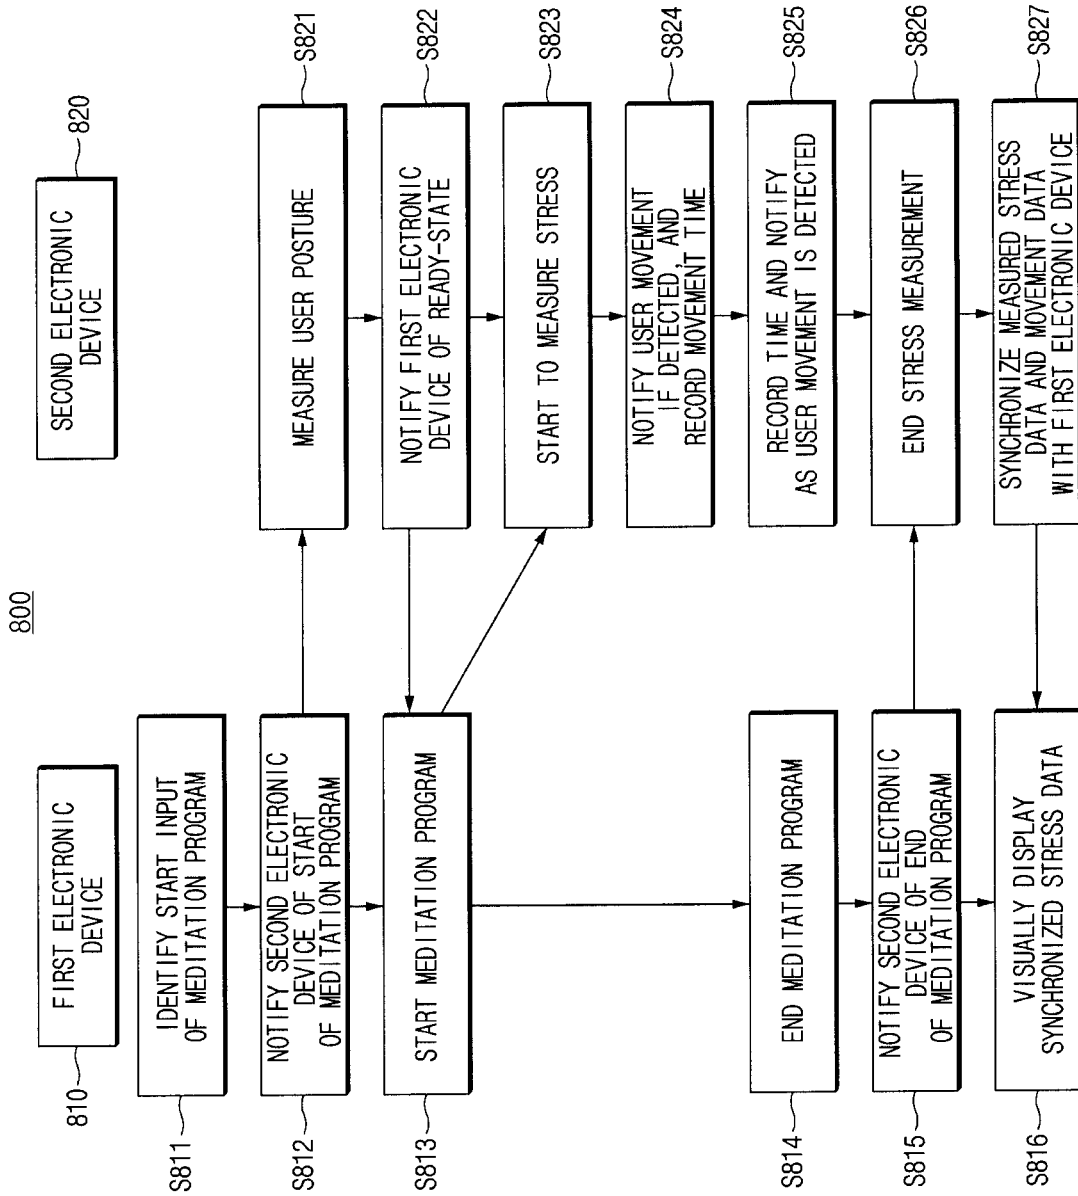 800
FIRST ELECTRONIC
DEVICE
810
SECOND ELECTRONIC
DEVICE
820
IDENTIFY START INPUT
OF MEDITATION PROGRAM
S811
NOTIFY SECOND ELECTRONIC
DEVICE OF START
OF MEDITATION PROGRAM
S812
MEASURE USER POSTURE
S821
START MEDITATION PROGRAM
S813
NOTIFY FIRST ELECTRONIC
DEVICE OF READY-STATE
S822
START TO MEASURE STRESS
S823
NOTIFY USER MOVEMENT
IF DETECTED, AND
RECORD MOVEMENT TIME
S824
END MEDITATION PROGRAM
S814
RECORD TIME AND NOTIFY
AS USER MOVEMENT IS DETECTED
S825
NOTIFY SECOND ELECTRONIC
DEVICE OF END
OF MEDITATION PROGRAM
S815
END STRESS MEASUREMENT
S826
VISUALLY DISPLAY
SYNCHRONIZED STRESS DATA
S816
SYNCHRONIZE MEASURED STRESS
DATA AND MOVEMENT DATA
WITH FIRST ELECTRONIC DEVICE
S827